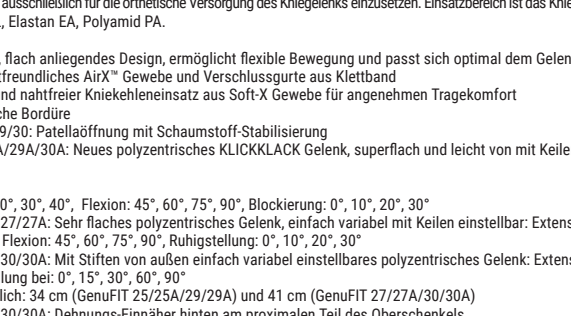 ausschließlich für die orthetische Versorgung des Kniegelenks einzusetzen. Einsatzbereich ist das Knie
, Elastan EA, Polyamid PA.
, flach anliegendes Design, ermöglicht flexible Bewegung und passt sich optimal dem Gelen
tfreundliches AirX™ Gewebe und Verschlussgurte aus Klettband
nd nahtfreier Kniekehleneinsatz aus Soft-X Gewebe für angenehmen Tragekomfort
che Bordüre
9/30: Patellaöffnung mit Schaumstoff-Stabilisierung
A/29A/30A: Neues polyzentrisches KLICKKLACK Gelenk, superflach und leicht von mit Keile
0°, 30°, 40°, Flexion: 45°, 60°, 75°, 90°, Blockierung: 0°, 10°, 20°, 30°
27/27A: Sehr flaches polyzentrisches Gelenk, einfach variabel mit Keilen einstellbar: Extens
Flexion: 45°, 60°, 75°, 90°, Ruhigstellung: 0°, 10°, 20°, 30°
30/30A: Mit Stiften von außen einfach variabel einstellbares polyzentrisches Gelenk: Extens
llung bei: 0°, 15°, 30°, 60°, 90°
lich: 34 cm (GenuFIT 25/25A/29/29A) und 41 cm (GenuFIT 27/27A/30/30A)
30/30A: Dehnungs-Einnäher hinten am proximalen Teil des Oberschenkels